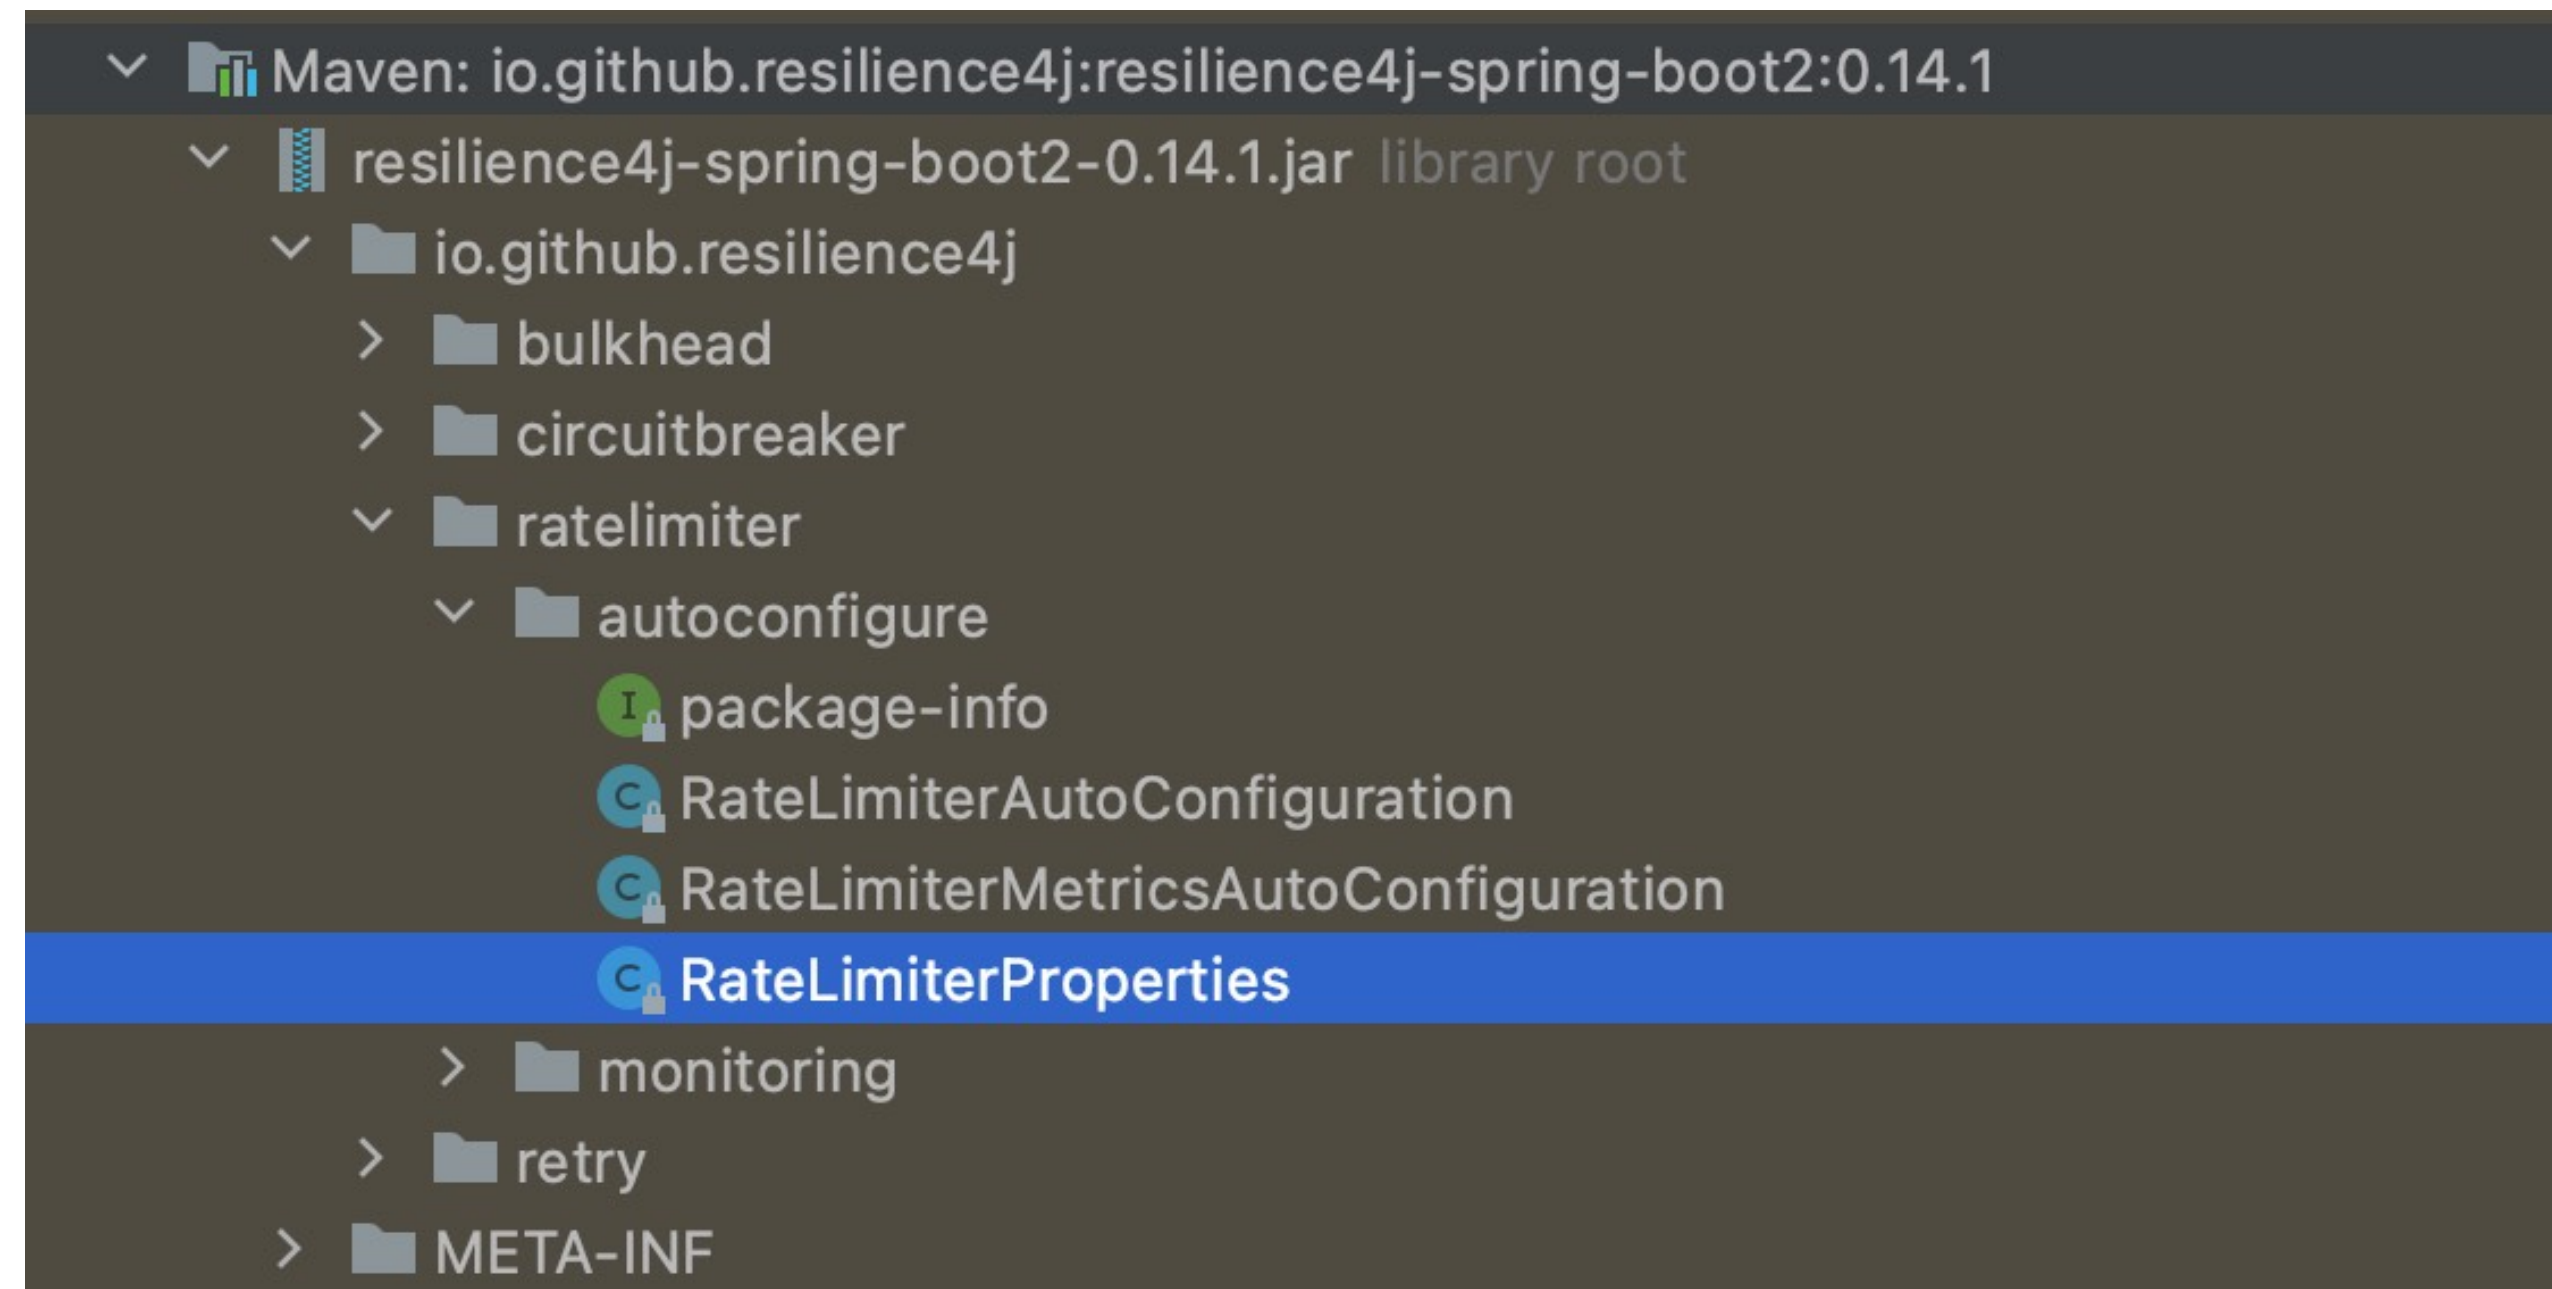 Maven: io.github.resilience4j:resilience4j-spring-boot2:0.14.1
resilience4j-spring-boot2-0.14.1.jar library root
io.github.resilience4j
bulkhead
circuitbreaker
ratelimiter
autoconfigure
I package-info
C RateLimiterAutoConfiguration
C RateLimiterMetricsAutoConfiguration
C RateLimiterProperties
monitoring
retry
META-INF